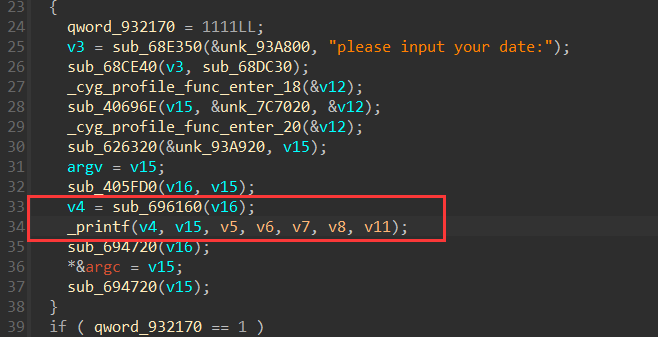 23 {
24 qword_932170 = 1111LL;
25 v3 = sub_68E350(&unk_93A800, "please input your date:");
26 sub_68CE40(v3, sub_68DC30);
27 _cyg_profile_func_enter_18(&v12);
28 sub_40696E(v15, &unk_7C7020, &v12);
29 _cyg_profile_func_enter_20(&v12);
30 sub_626320(&unk_93A920, v15);
31 argv = v15;
32 sub_405FD0(v16, v15);
33 v4 = sub_696160(v16);
34 _printf(v4, v15, v5, v6, v7, v8, v11);
35 sub_694720(v16);
36 *&argc = v15;
37 sub_694720(v15);
38 }
39 if ( qword_932170 == 1 )